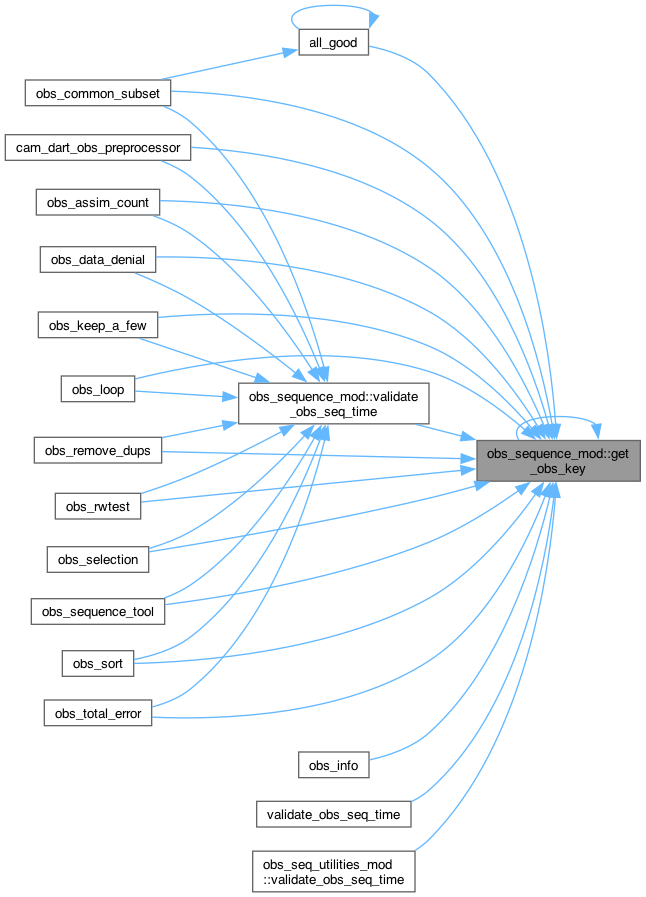 all_good
obs_common_subset
cam_dart_obs_preprocessor
obs_assim_count
obs_data_denial
obs_keep_a_few
obs_loop
obs_sequence_mod::validate
_obs_seq_time
obs_remove_dups
obs_sequence_mod::get
_obs_key
obs_rwtest
obs_selection
obs_sequence_tool
obs_sort
obs_total_error
obs_info
validate_obs_seq_time
obs_seq_utilities_mod
::validate_obs_seq_time